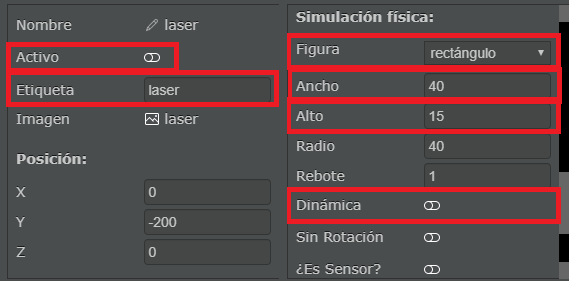 Nombre laser
Activo
Etiqueta laser
Imagen laser
Posición:
X 0
Y -200
Z 0
Simulación física:
Figura rectángulo
Ancho 40
Alto 15
Radio 40
Rebote 1
Dinámica
Sin Rotación
¿Es Sensor?